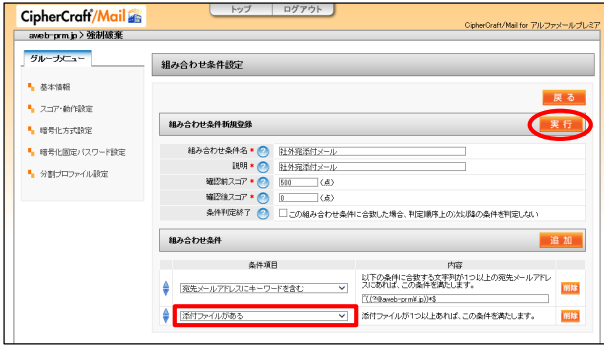 CipherCraft/Mail
トップ
ログアウト
CipherCraft/Mail for アルファメールプレミア
aweb-prm.jp > 強制破棄
グループメニュー
基本情報
スコア・動作設定
暗号化方式設定
暗号化固定パスワード設定
分割プロファイル設定
組み合わせ条件設定
戻る
組み合わせ条件新規登録
実行
組み合わせ条件名 * ? 社外宛添付メール
説明 * ? 社外宛添付メール
確認前スコア * ? 500 (点)
確認後スコア * ? 0 (点)
条件判定終了 ? この組み合わせ条件に合致した場合、判定順序上の次以降の条件を判定しない
組み合わせ条件
追加
条件項目 内容
宛先メールアドレスにキーワードを含む
以下の条件に合致する文字列が1つ以上の宛先メールアドレ
スにあれば、この条件を満たします。
^((?!@aweb-prm¥.jp))*$
削除
添付ファイルがある
添付ファイルが1つ以上あれば、この条件を満たします。
削除